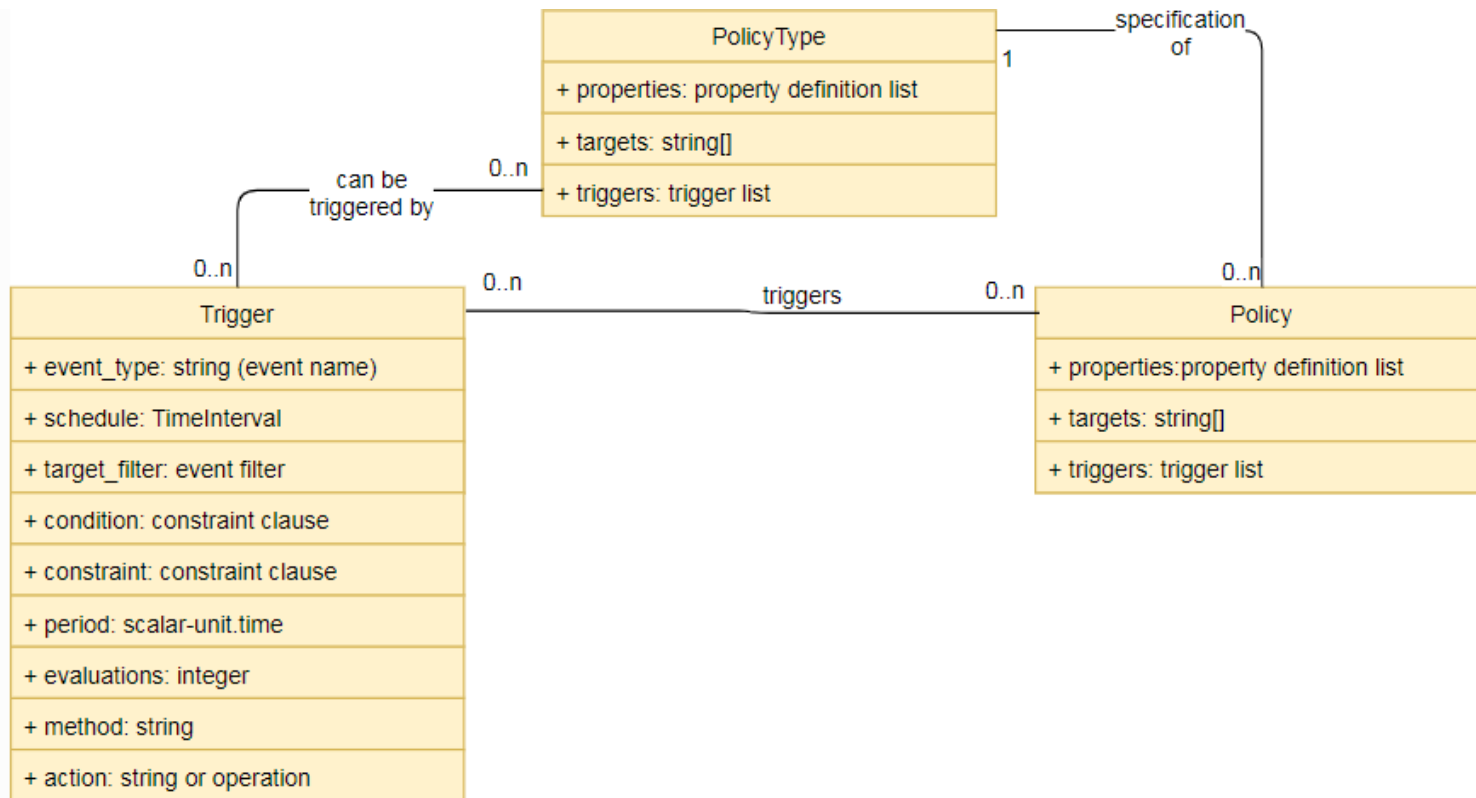 PolicyType
+ properties: property definition list
+ targets: string[]
+ triggers: trigger list
specification
of
1
0..n
can be
triggered by
0..n
0..n
triggers
0..n
0..n
Trigger
+ event_type: string (event name)
+ schedule: TimeInterval
+ target_filter: event filter
+ condition: constraint clause
+ constraint: constraint clause
+ period: scalar-unit.time
+ evaluations: integer
+ method: string
+ action: string or operation
Policy
+ properties:property definition list
+ targets: string[]
+ triggers: trigger list